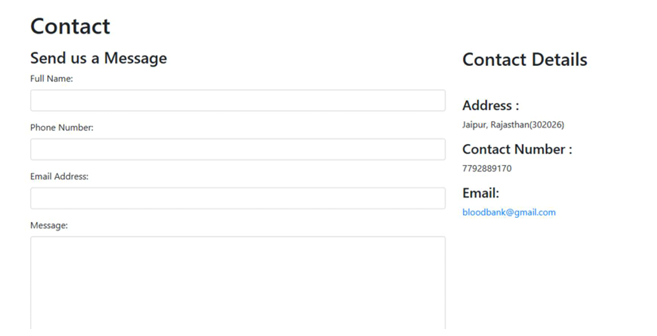 Contact
Send us a Message
Full Name:
Phone Number:
Email Address:
Message:
Contact Details
Address :
Jaipur, Rajasthan(302026)
Contact Number :
7792889170
Email:
bloodbank@gmail.com